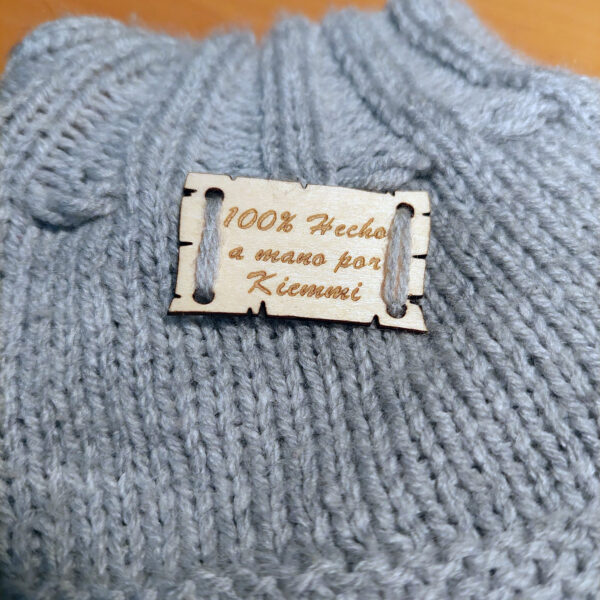 100% Hecho
a mano por
Kiemmi